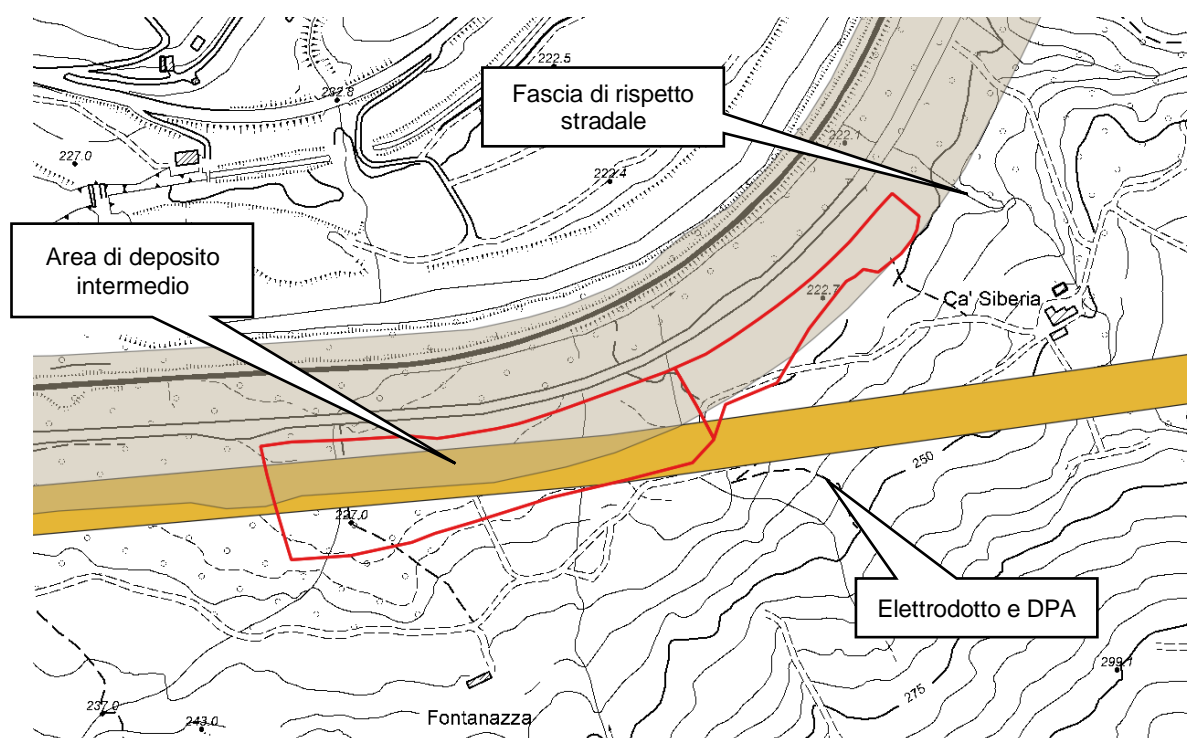 222.5
Fascia di rispetto
stradale
232.8
222.1
227.0
222.4
Area di deposito
intermedio
222.7
Ca' Siberia
250
227.0
Elettrodotto e DPA
299.1
275
237.0
243.0
Fontanazza